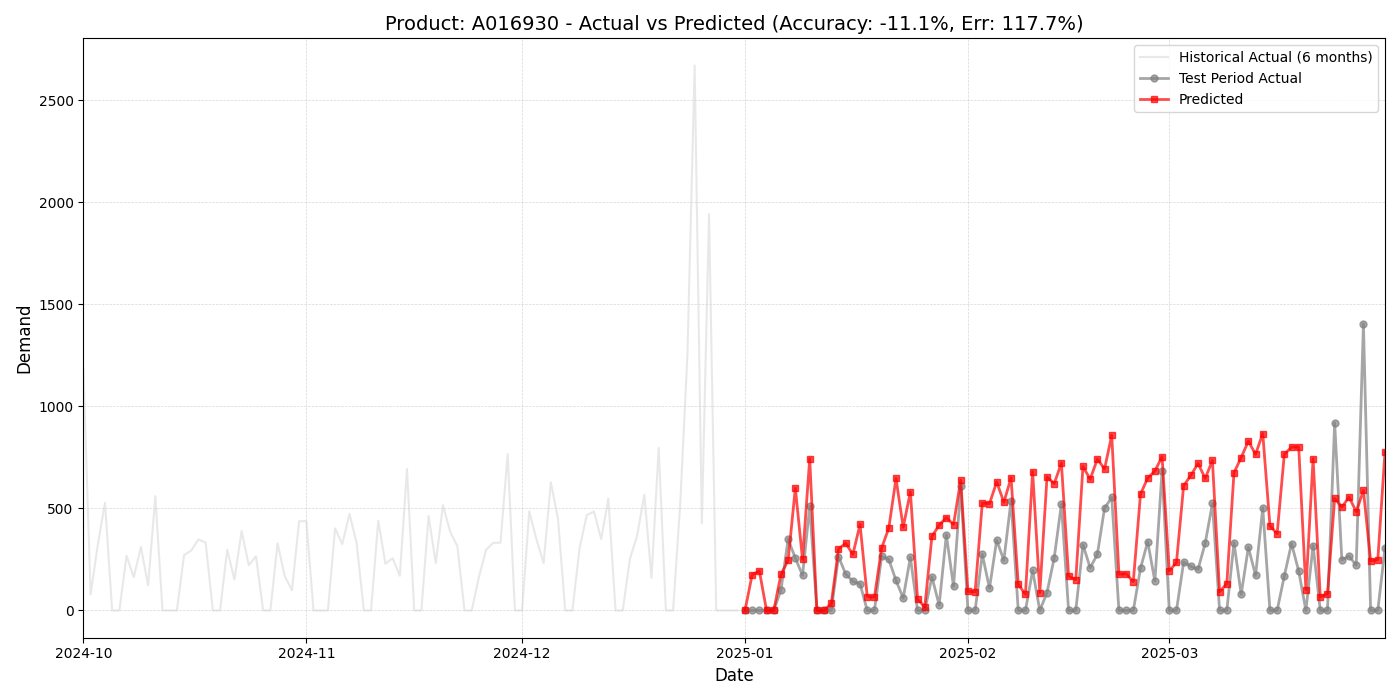 Product: A016930 - Actual vs Predicted (Accuracy: -11.1%, Err: 117.7%)
Historical Actual (6 months)
Test Period Actual
Predicted
2500
2000
1500
1000
500
0
Demand
2024-10
2024-11
2024-12
2025-01
2025-02
2025-03
Date